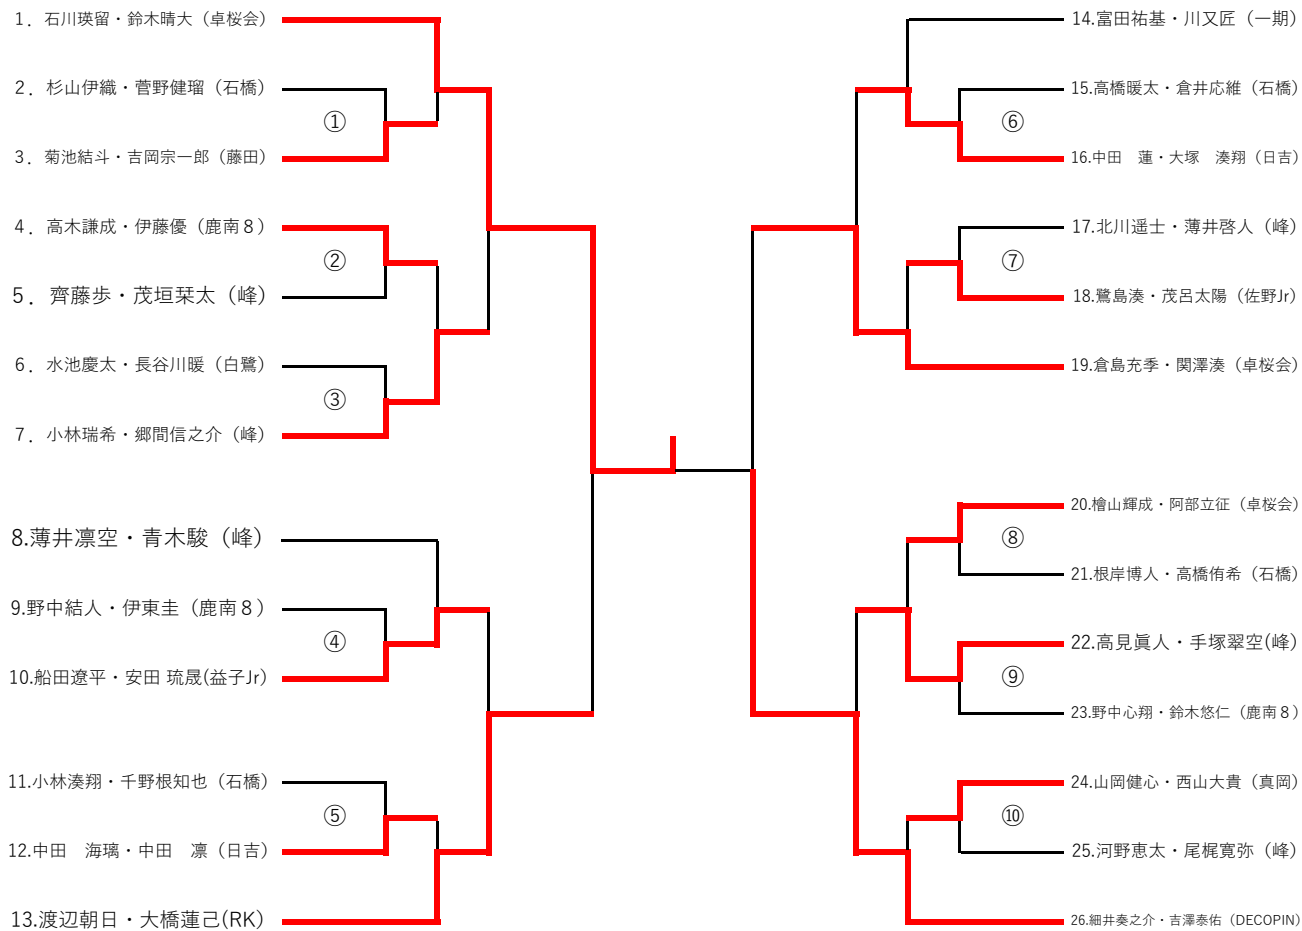 1．石川瑛留・鈴木晴大（卓桜会）
2．杉山伊織・菅野健瑠（石橋）
①
3．菊池結斗・吉岡宗一郎（藤田）
4．高木謙成・伊藤優（鹿南８）
②
5．齊藤歩・茂垣栞太（峰）
6．水池慶太・長谷川暖（白鷺）
③
7．小林瑞希・郷間信之介（峰）
8.薄井凛空・青木駿（峰）
9.野中結人・伊東圭（鹿南８）
④
10.船田遼平・安田 琉晟(益子Jr)
11.小林湊翔・千野根知也（石橋）
⑤
12.中田　海璃・中田　凛（日吉）
13.渡辺朝日・大橋蓮己(RK)
14.富田祐基・川又匠（一期）
15.高橋暖太・倉井応維（石橋）
⑥
16.中田　蓮・大塚　湊翔（日吉）
17.北川遥士・薄井啓人（峰）
⑦
18.鷺島湊・茂呂太陽（佐野Jr）
19.倉島充季・関澤湊（卓桜会）
20.檜山輝成・阿部立征（卓桜会）
⑧
21.根岸博人・高橋侑希（石橋）
22.高見眞人・手塚翠空(峰)
⑨
23.野中心翔・鈴木悠仁（鹿南８）
24.山岡健心・西山大貴（真岡）
⑩
25.河野恵太・尾梶寛弥（峰）
26.細井奏之介・吉澤泰佑（DECOPIN）